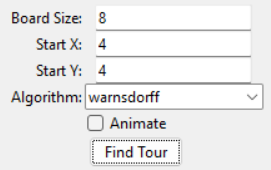 Board Size: 8
Start X: 4
Start Y: 4
Algorithm: warnsdorff
Animate
Find Tour